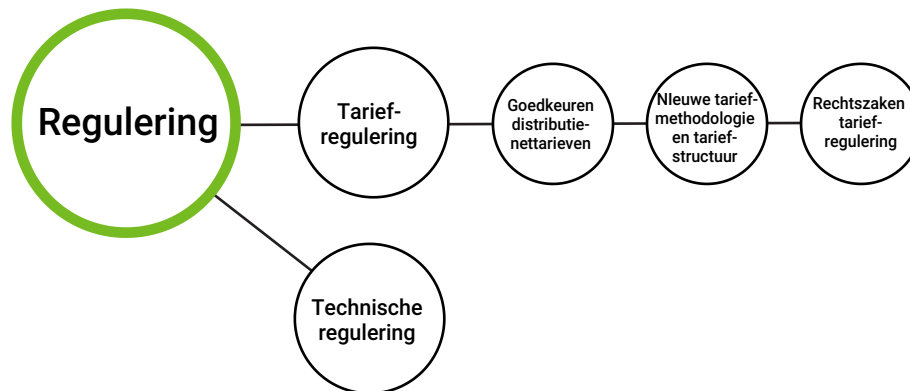 Regulering
Tarief-
regulering
Goedkeuren
distributie-
nettarieven
NIeuwe tarief-
methodologie
en tarief-
structuur
Rechtszaken
tarief-
regulering
Technische
regulering